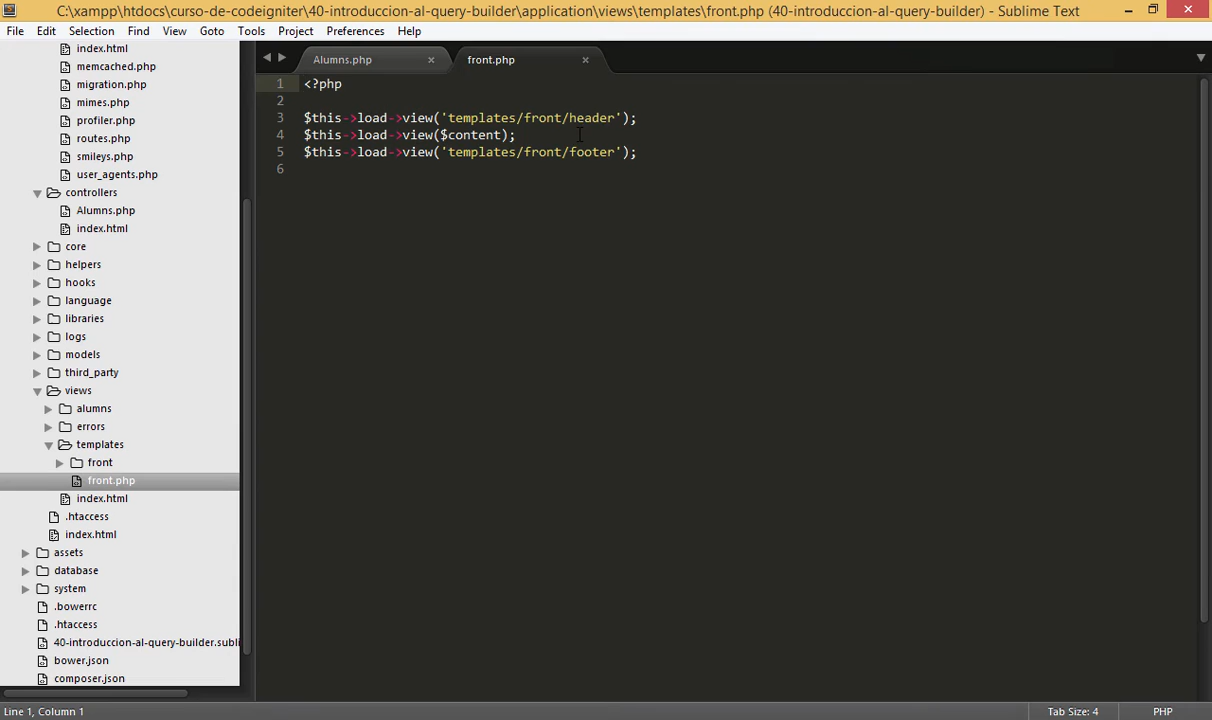 C:\xampp\htdocs\curso-de-codeigniter\40-introduccion-al-query-builder\application\views\templates\front.php (40-introduccion-al-query-builder) - Sublime Text
File Edit Selection Find View Goto Tools Project Preferences Help
index.html
memcached.php
migration.php
mimes.php
profiler.php
routes.php
smileys.php
user_agents.php
controllers
Alumns.php
index.html
core
helpers
hooks
language
libraries
logs
models
third_party
views
alumns
errors
templates
front
front.php
index.html
.htaccess
index.html
assets
database
system
.bowerrc
.htaccess
40-introduccion-al-query-builder.subli
bower.json
composer.json
Alumns.php front.php
1 <?php
2
3 $this->load->view('templates/front/header');
4 $this->load->view($content);
5 $this->load->view('templates/front/footer');
6
Line 1, Column 1 Tab Size: 4 PHP